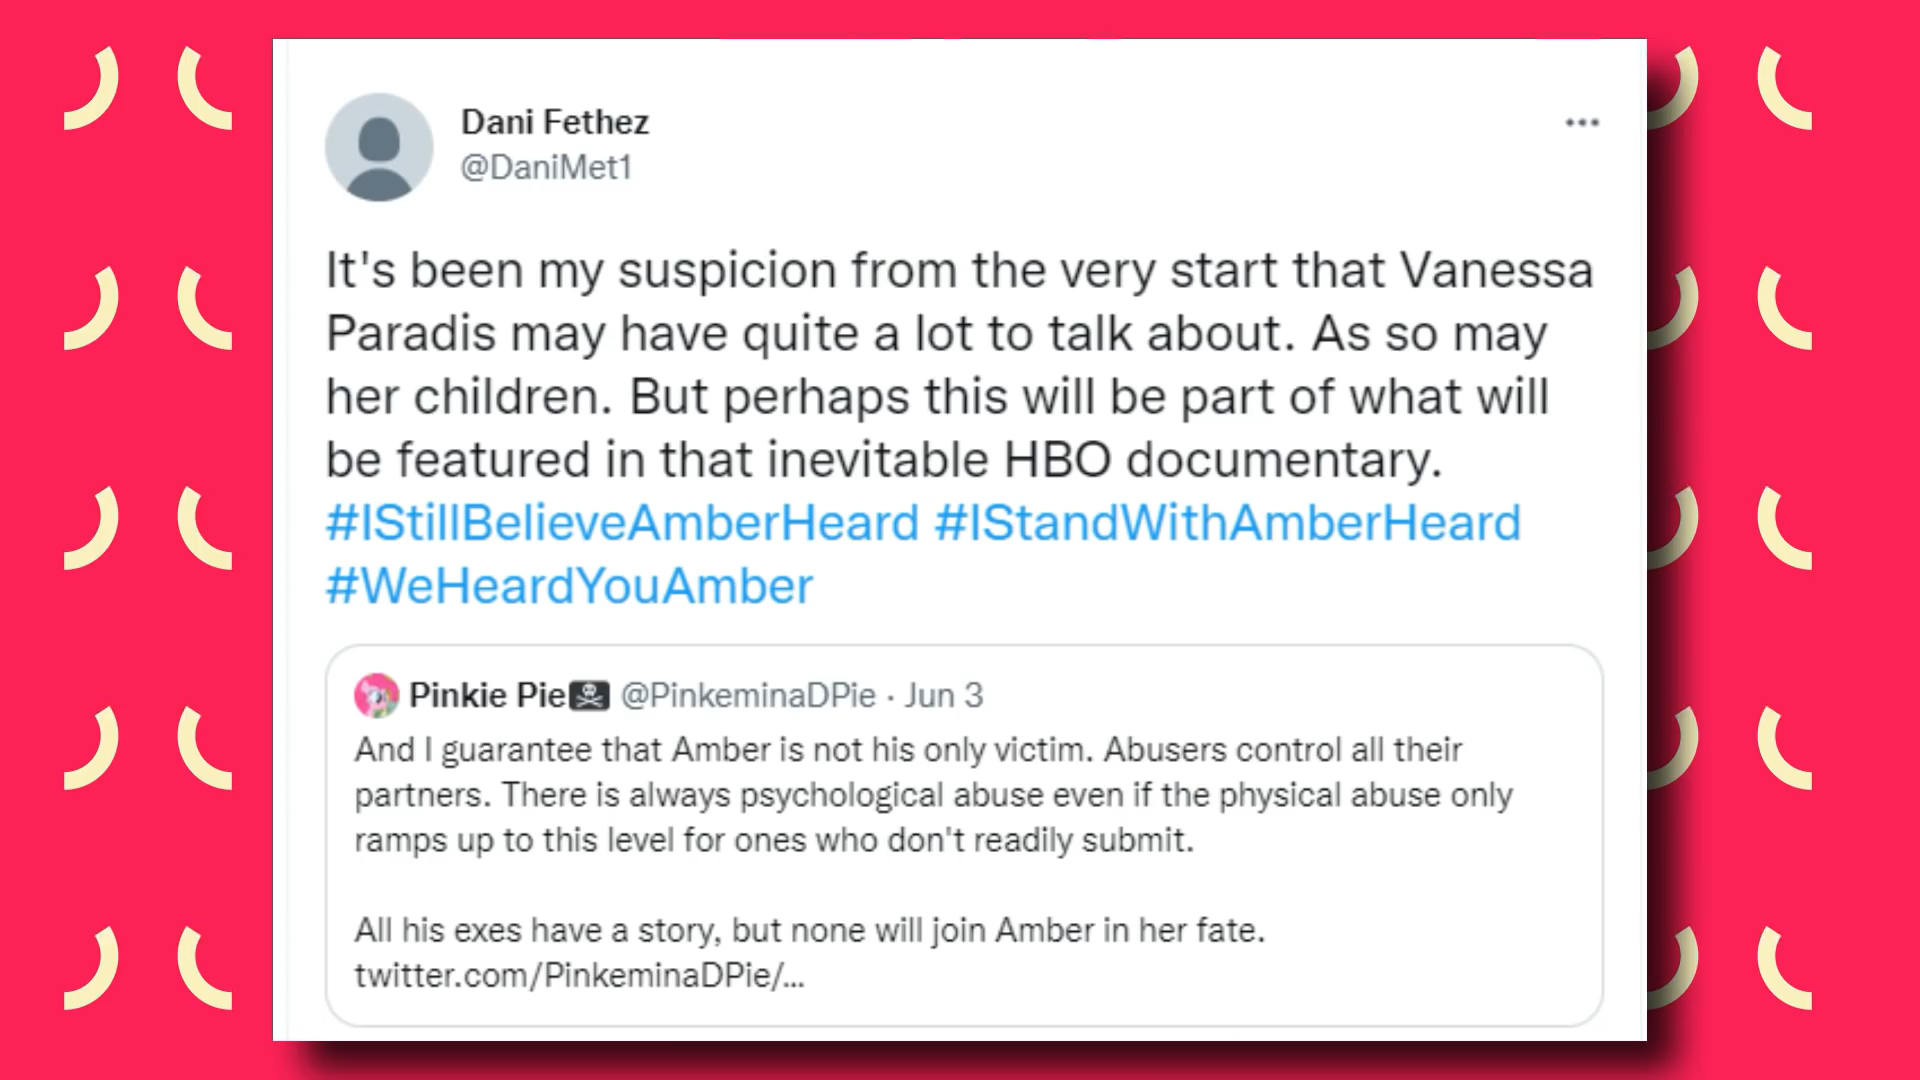 Dani Fethez
@DaniMet1
It's been my suspicion from the very start that Vanessa
Paradis may have quite a lot to talk about. As so may
her children. But perhaps this will be part of what will
be featured in that inevitable HBO documentary.
#IStillBelieveAmberHeard #IStandWithAmberHeard
#WeHeardYouAmber
Pinkie Pie @PinkeminaDPie · Jun 3
And I guarantee that Amber is not his only victim. Abusers control all their
partners. There is always psychological abuse even if the physical abuse only
ramps up to this level for ones who don't readily submit.
All his exes have a story, but none will join Amber in her fate.
twitter.com/PinkeminaDPie/...